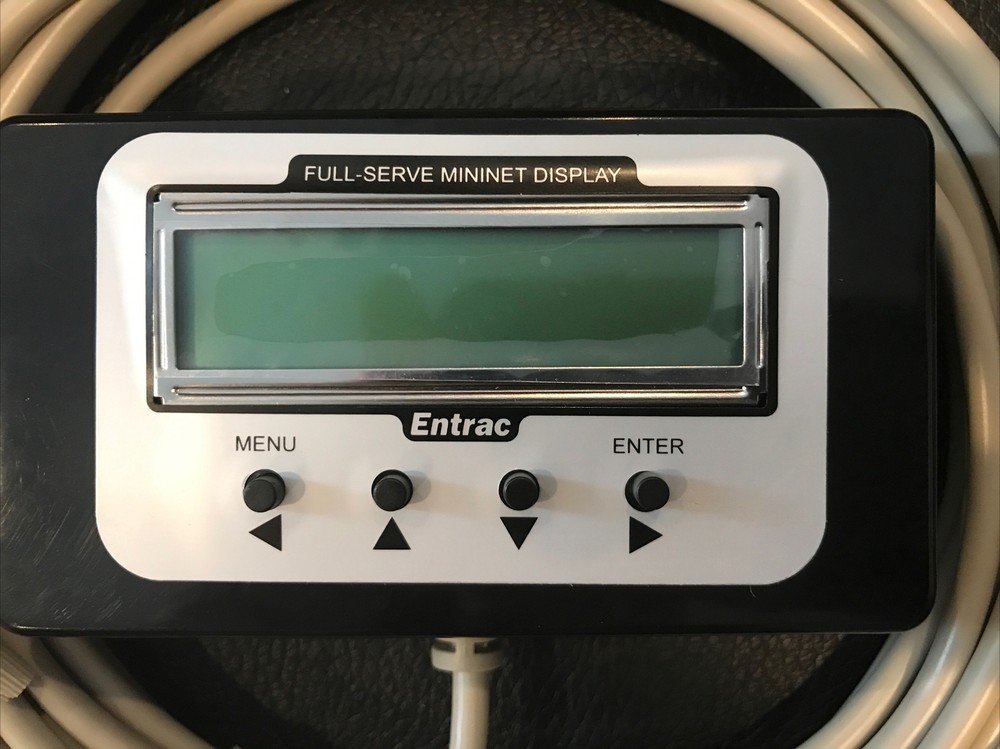 FULL-SERVE MININET DISPLAY
Entrac
MENU ENTER